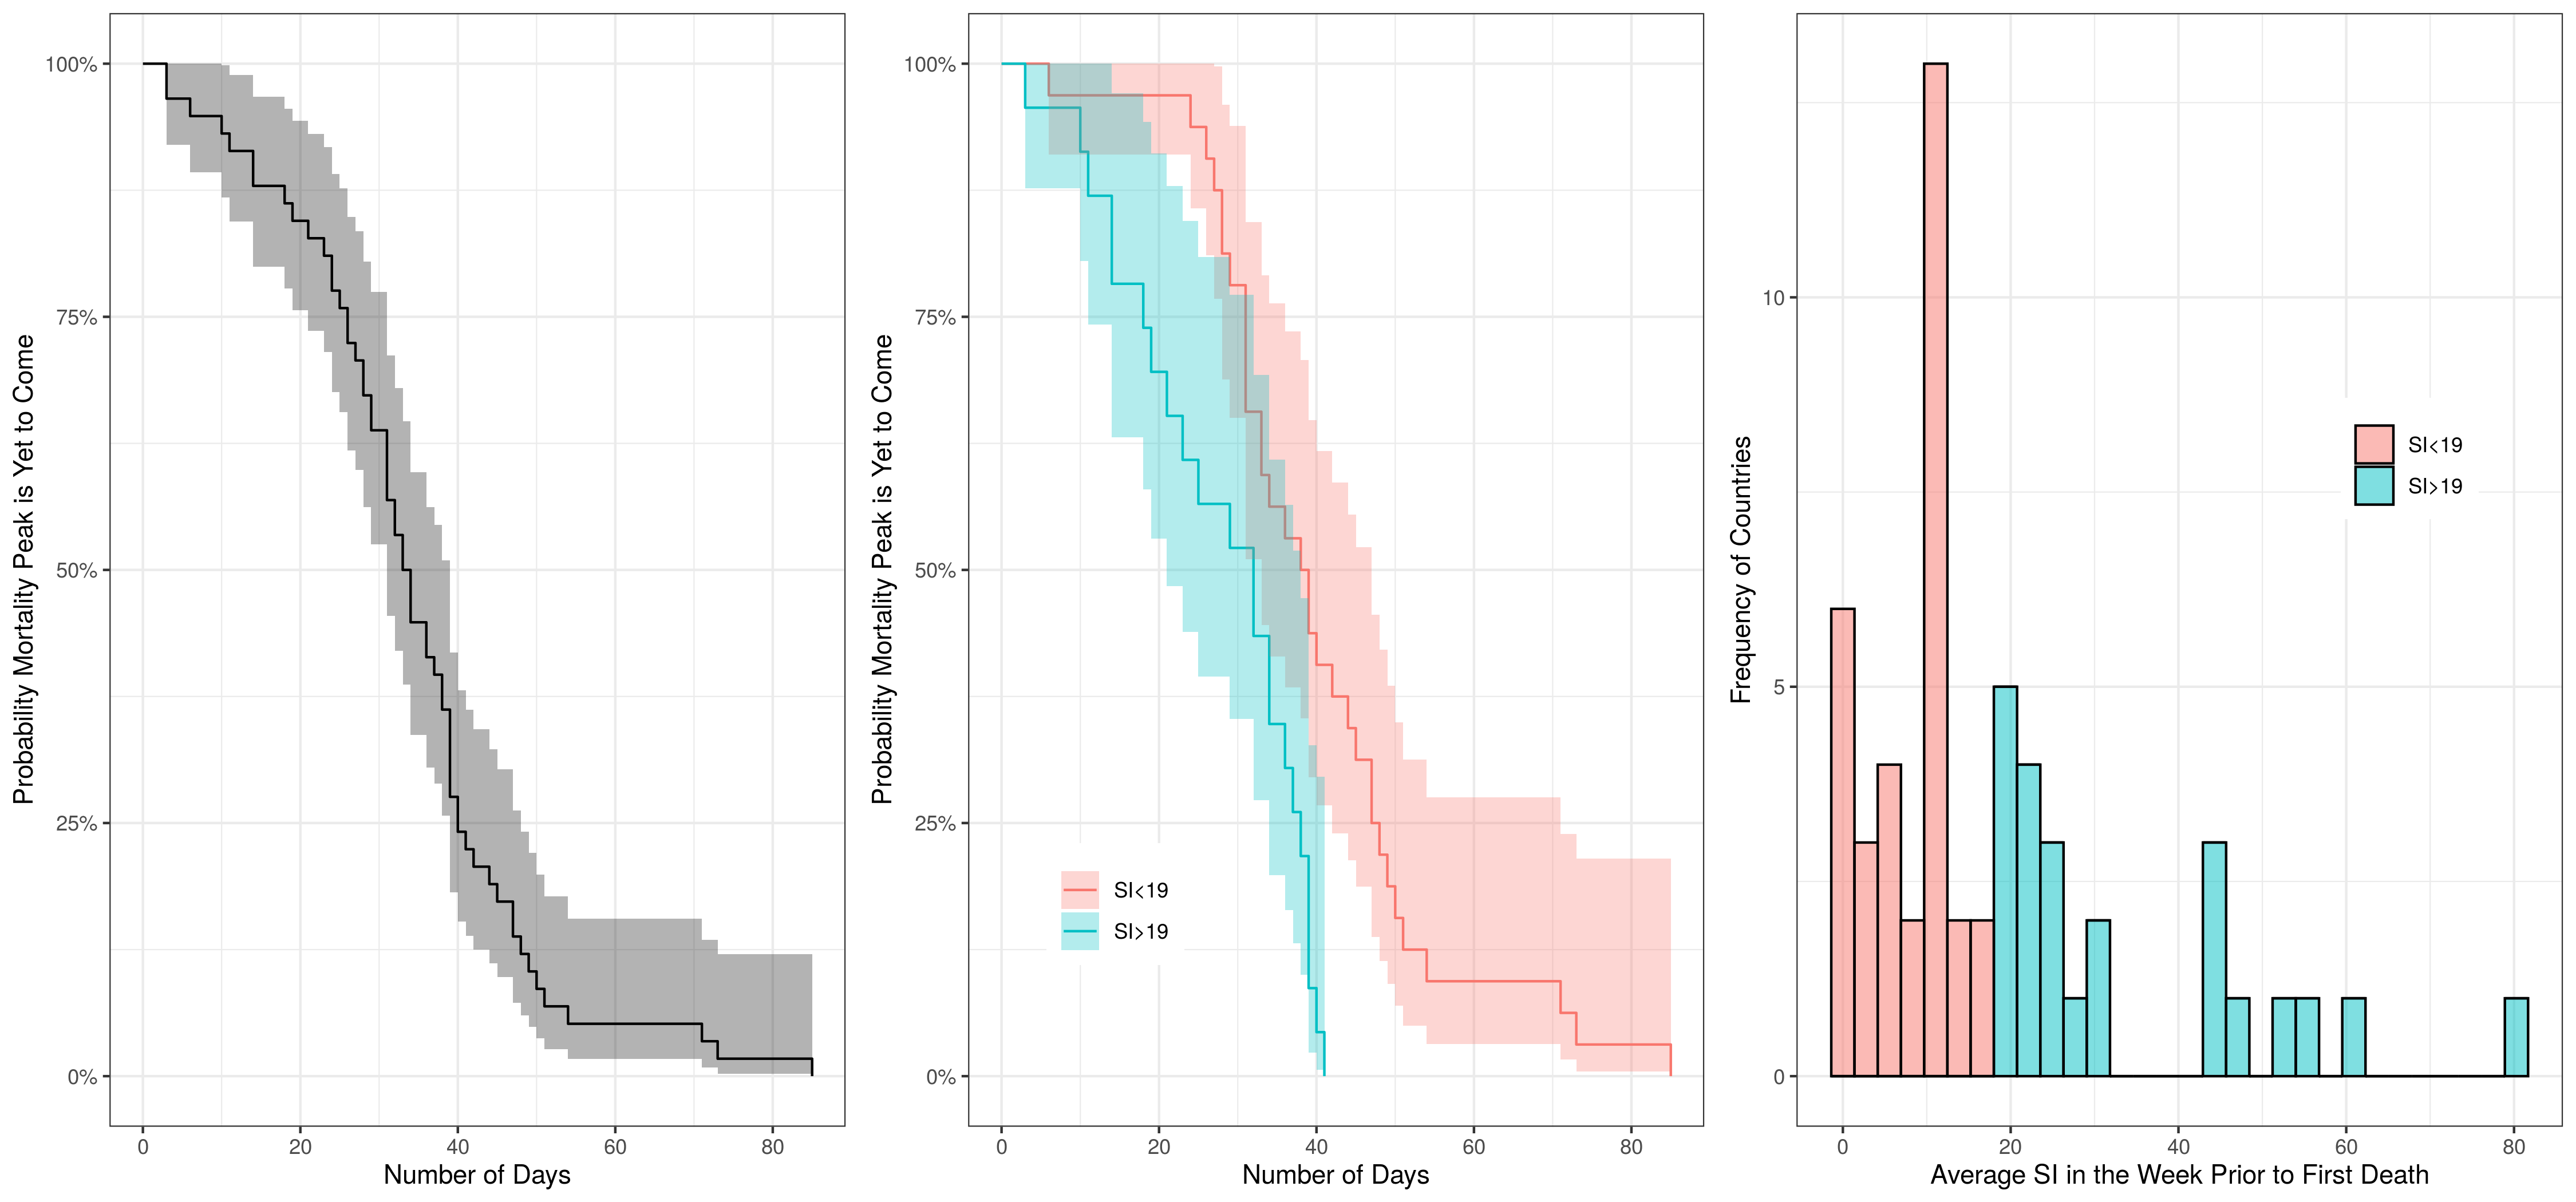 Probability Mortality Peak is Yet to Come
100%
75%
50%
25%
0%
0 20 40 60 80
Number of Days
Probability Mortality Peak is Yet to Come
100%
75%
50%
25%
0%
SI<19
SI>19
0 20 40 60 80
Number of Days
Frequency of Countries
10
5
0
SI<19
SI>19
0 20 40 60 80
Average SI in the Week Prior to First Death